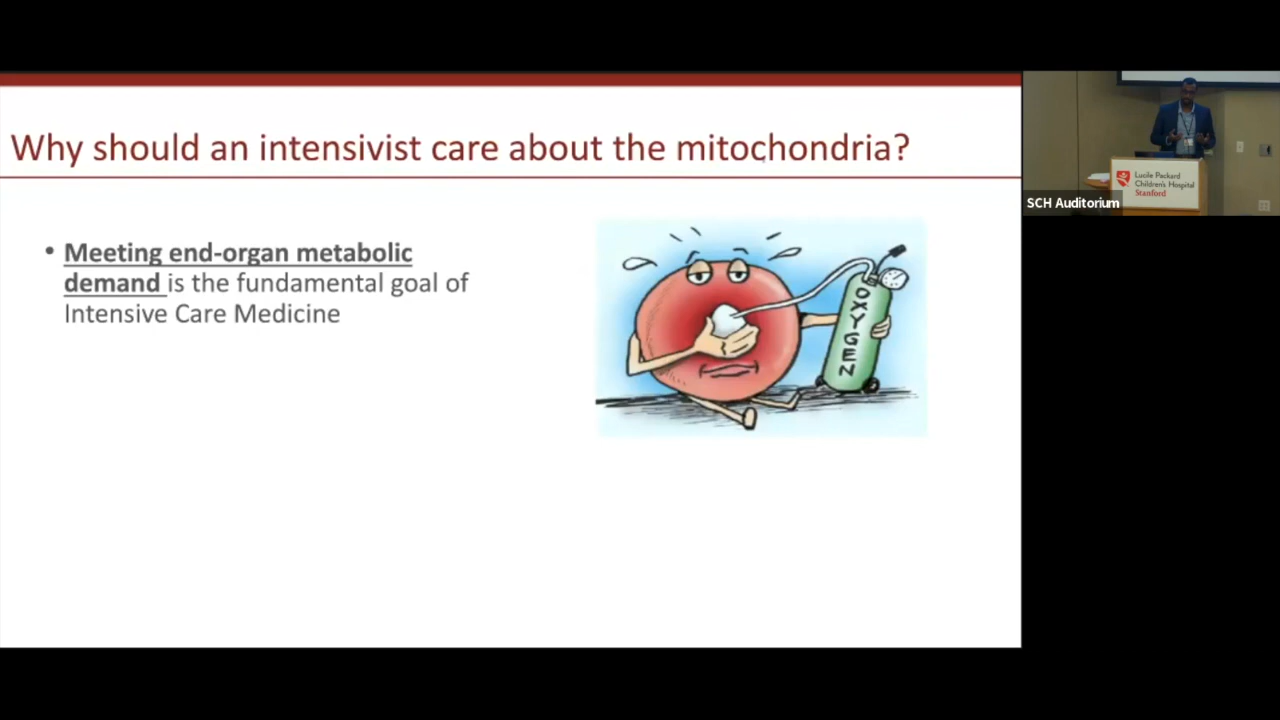 Why should an intensivist care about the mitochondria?
• Meeting end-organ metabolic
demand is the fundamental goal of
Intensive Care Medicine
OXYGEN
Lucile Packard
Children's Hospital
Stanford
SCH Auditorium